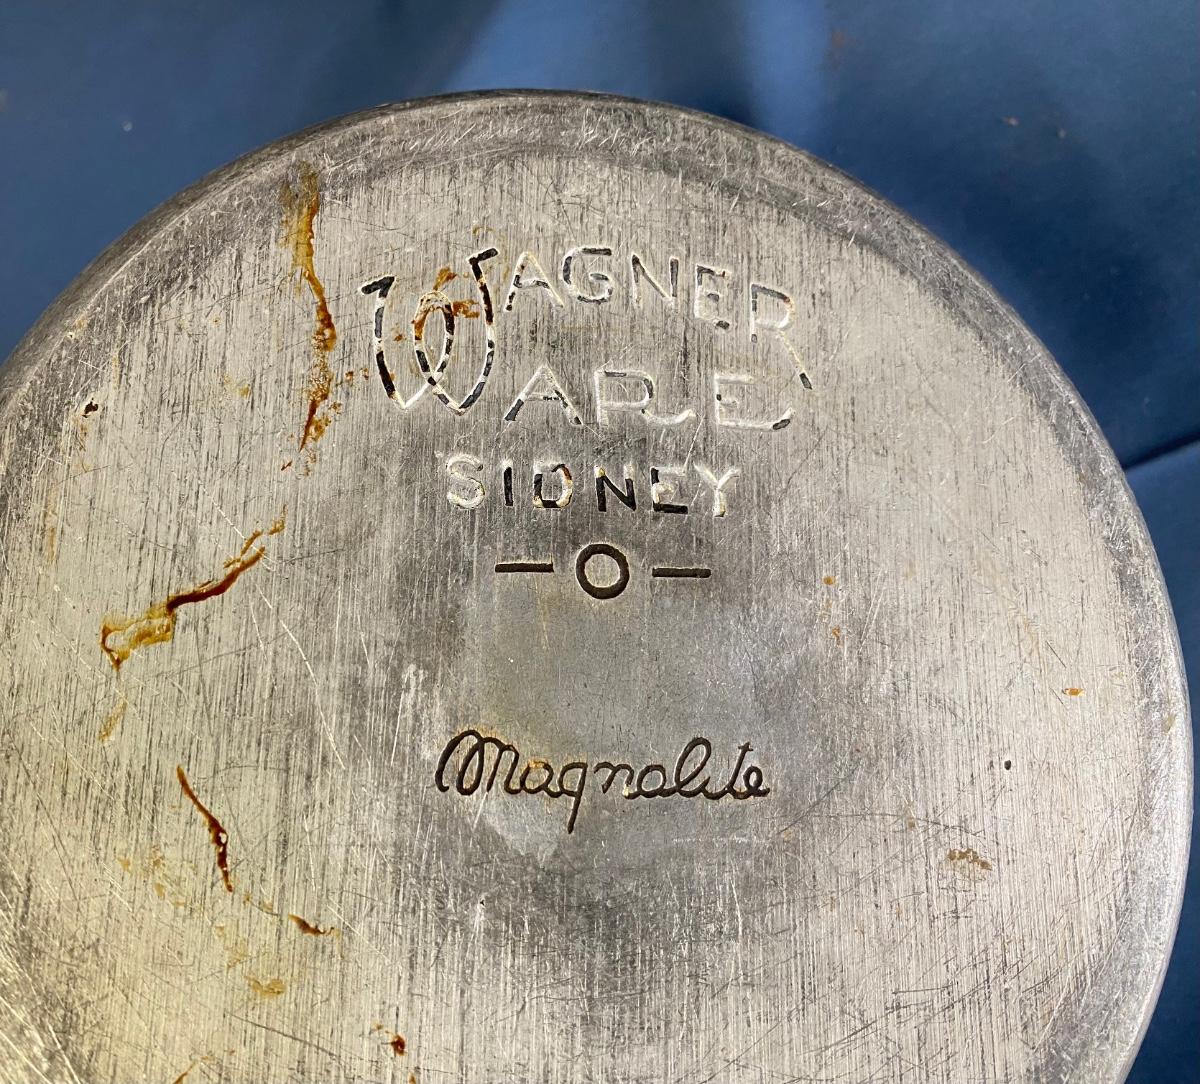 WAGNER
WARE
SIDNEY
-O-
Magnalite